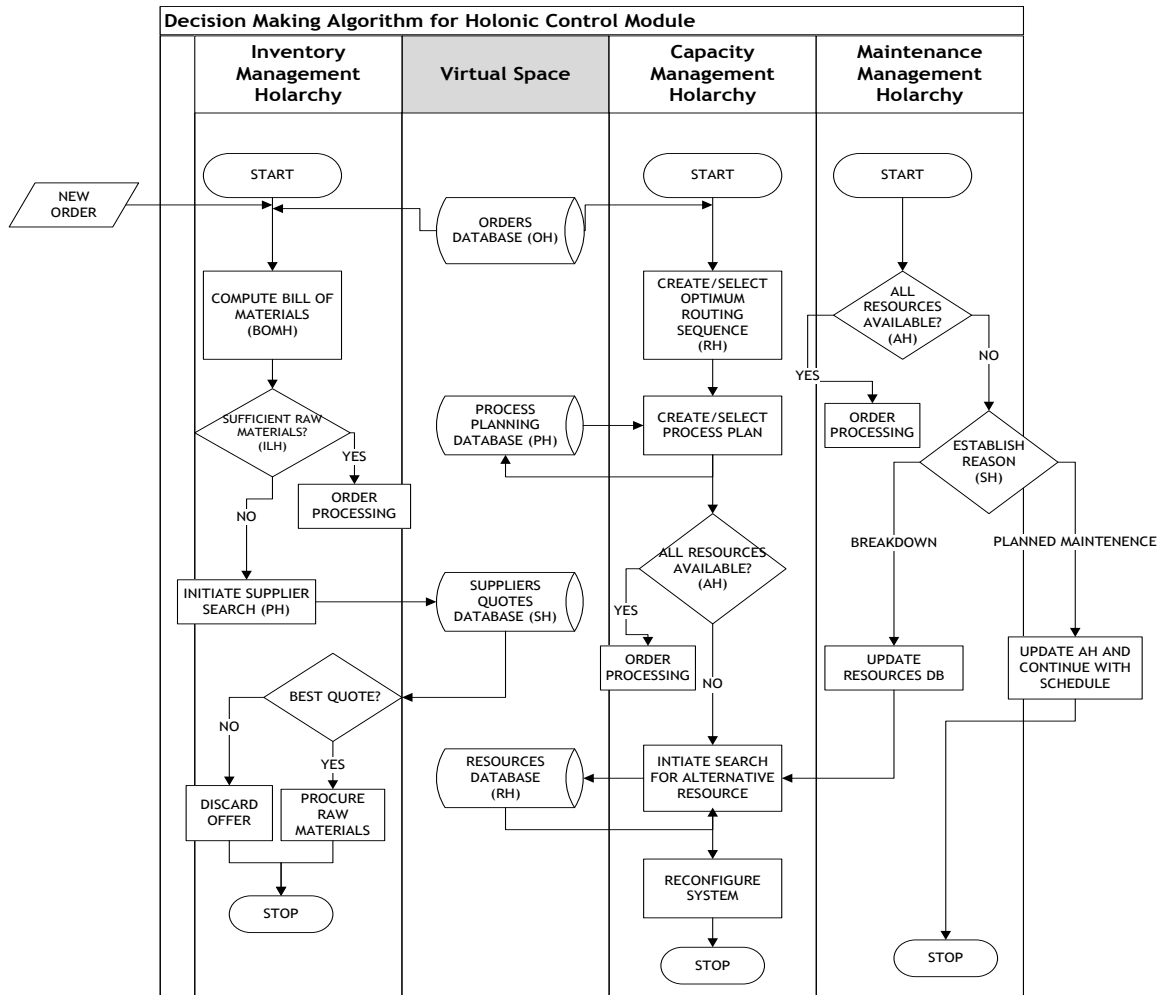 Decision Making Algorithm for Holonic Control Module
Inventory
Management
Holarchy
Virtual Space
Capacity
Management
Holarchy
Maintenance
Management
Holarchy
START
START
START
NEW
ORDER
ORDERS
DATABASE (OH)
COMPUTE BILL OF
MATERIALS
(BOMH)
CREATE/SELECT
OPTIMUM
ROUTING
SEQUENCE
(RH)
ALL
RESOURCES
AVAILABLE?
(AH)
YES
NO
ORDER
PROCESSING
SUFFICIENT RAW
MATERIALS?
(ILH)
YES
NO
ORDER
PROCESSING
PROCESS
PLANNING
DATABASE (PH)
CREATE/SELECT
PROCESS PLAN
ESTABLISH
REASON
(SH)
BREAKDOWN
PLANNED MAINTENENCE
ALL RESOURCES
AVAILABLE?
(AH)
YES
NO
ORDER
PROCESSING
INITIATE SUPPLIER
SEARCH (PH)
SUPPLIERS
QUOTES
DATABASE (SH)
UPDATE
RESOURCES DB
UPDATE AH AND
CONTINUE WITH
SCHEDULE
BEST QUOTE?
NO
YES
DISCARD
OFFER
PROCURE
RAW
MATERIALS
RESOURCES
DATABASE
(RH)
INTIATE SEARCH
FOR ALTERNATIVE
RESOURCE
RECONFIGURE
SYSTEM
STOP
STOP
STOP